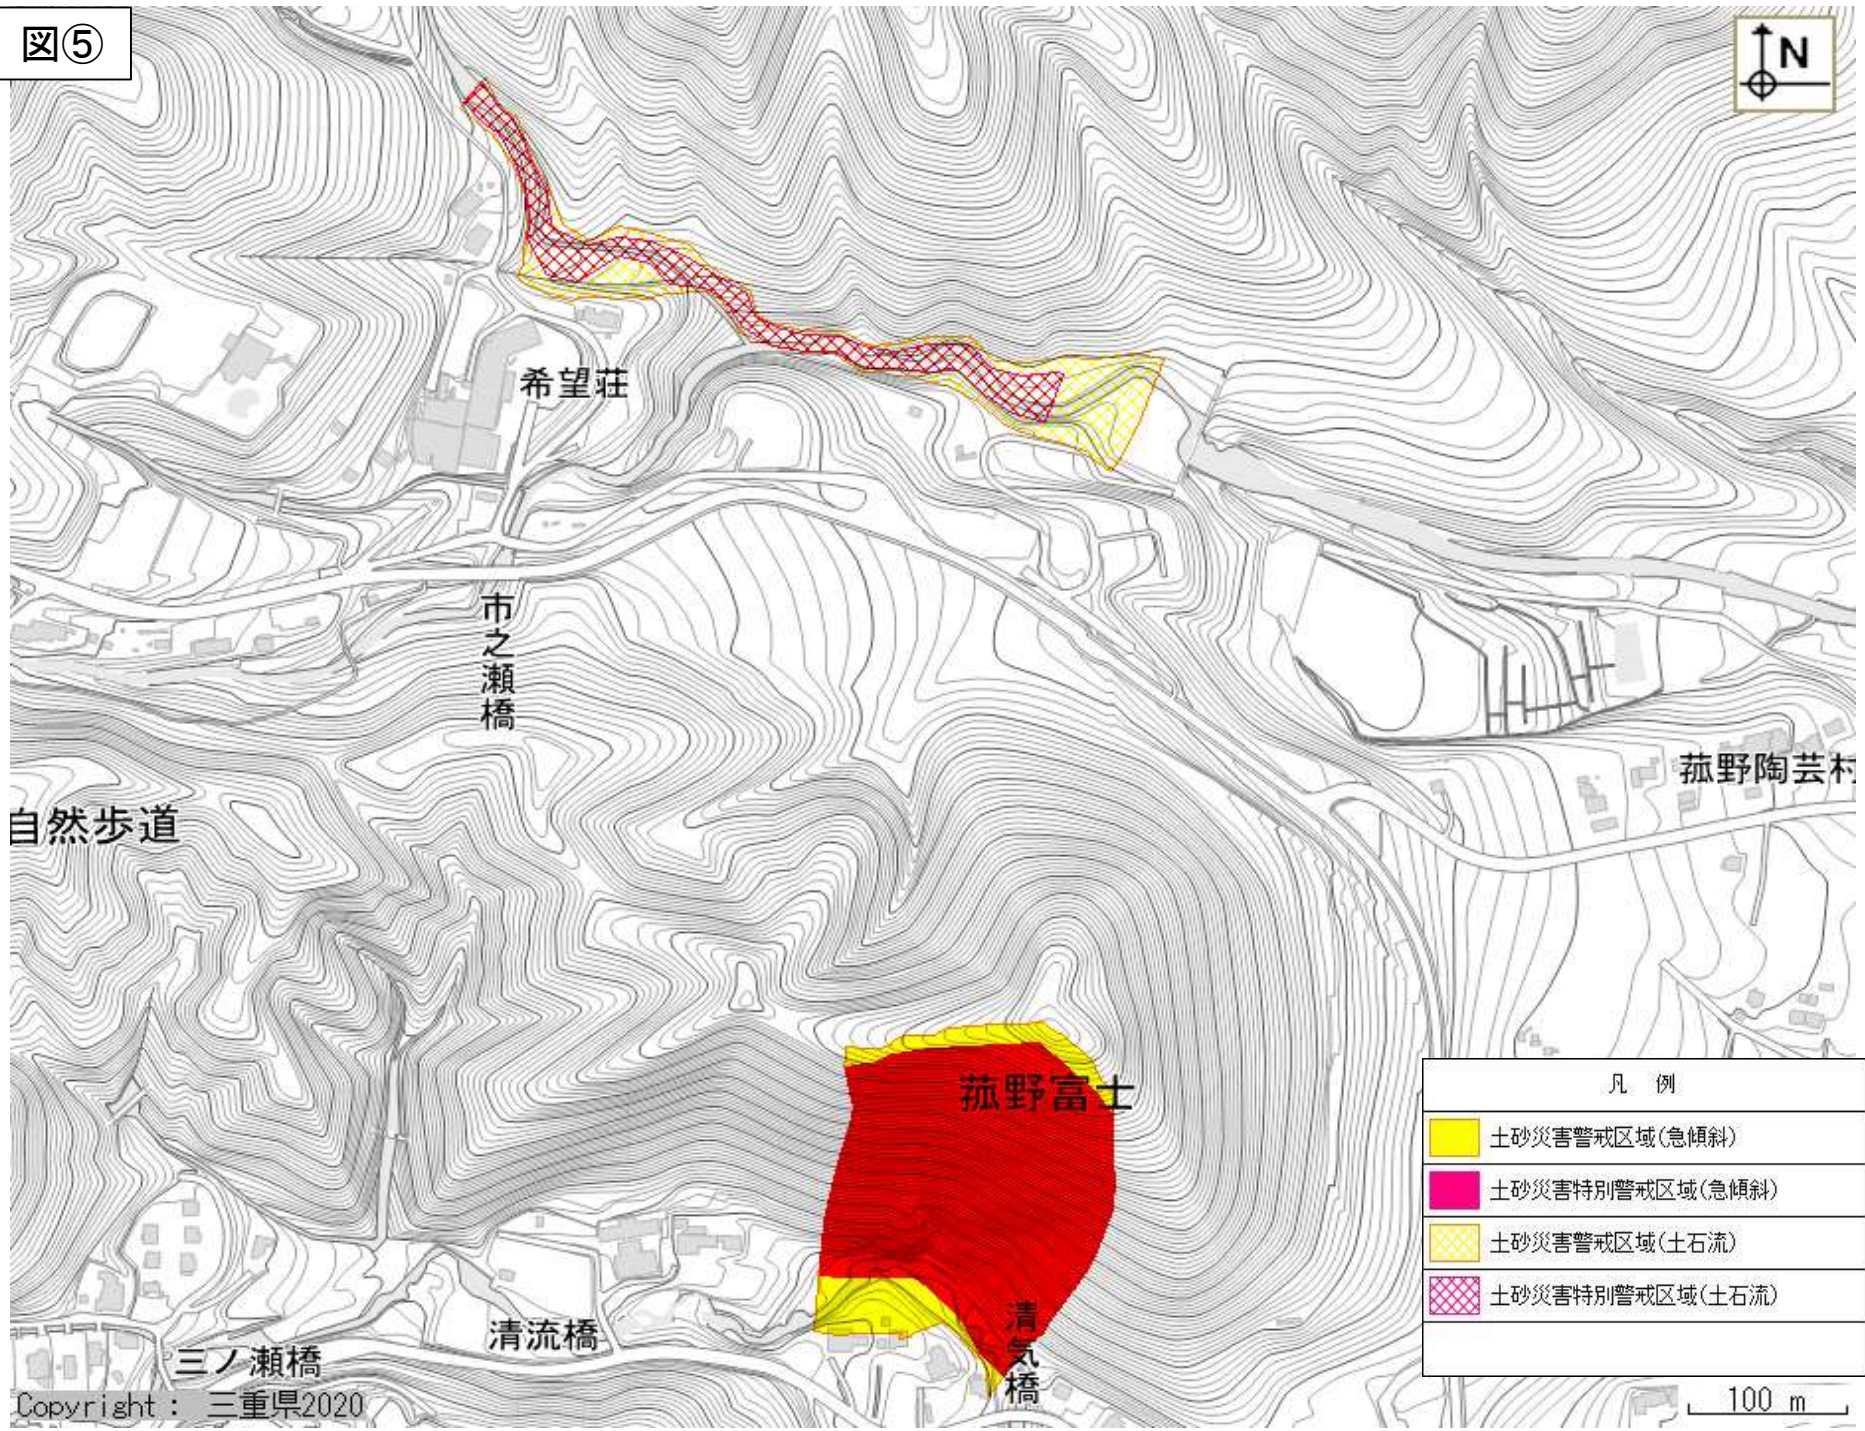 図⑤
N
希望荘
市之瀬橋
菰野陶芸村
自然歩道
菰野富士
凡 例
土砂災害警戒区域(急傾斜)
土砂災害特別警戒区域(急傾斜)
土砂災害警戒区域(土石流)
土砂災害特別警戒区域(土石流)
清気橋
清流橋
三ノ瀬橋
Copyright： 三重県2020
100 m